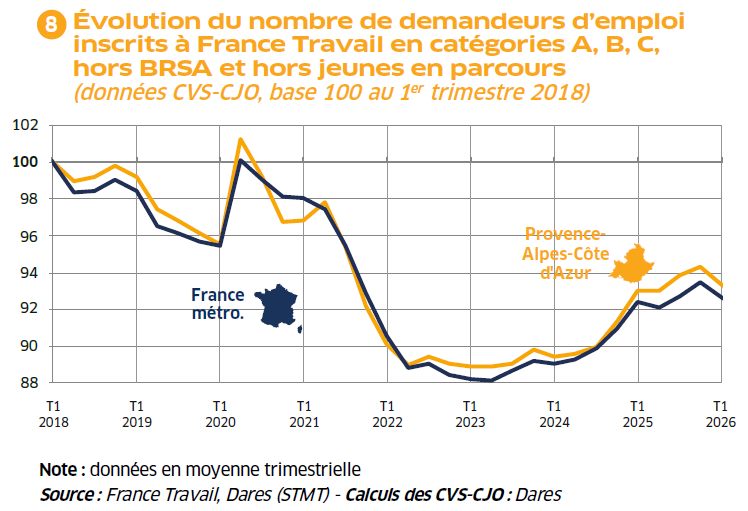 8 Évolution du nombre de demandeurs d’emploi
inscrits à France Travail en catégories A, B, C,
hors BRSA et hors jeunes en parcours
(données CVS-CJO, base 100 au 1er trimestre 2018)
102
100
98
96
94
92
90
88
Provence-
Alpes-Côte
d'Azur
France
métro.
T1 T1 T1 T1 T1 T1 T1 T1 T1
2018 2019 2020 2021 2022 2023 2024 2025 2026
Note : données en moyenne trimestrielle
Source : France Travail, Dares (STMT) - Calculs des CVS-CJO : Dares